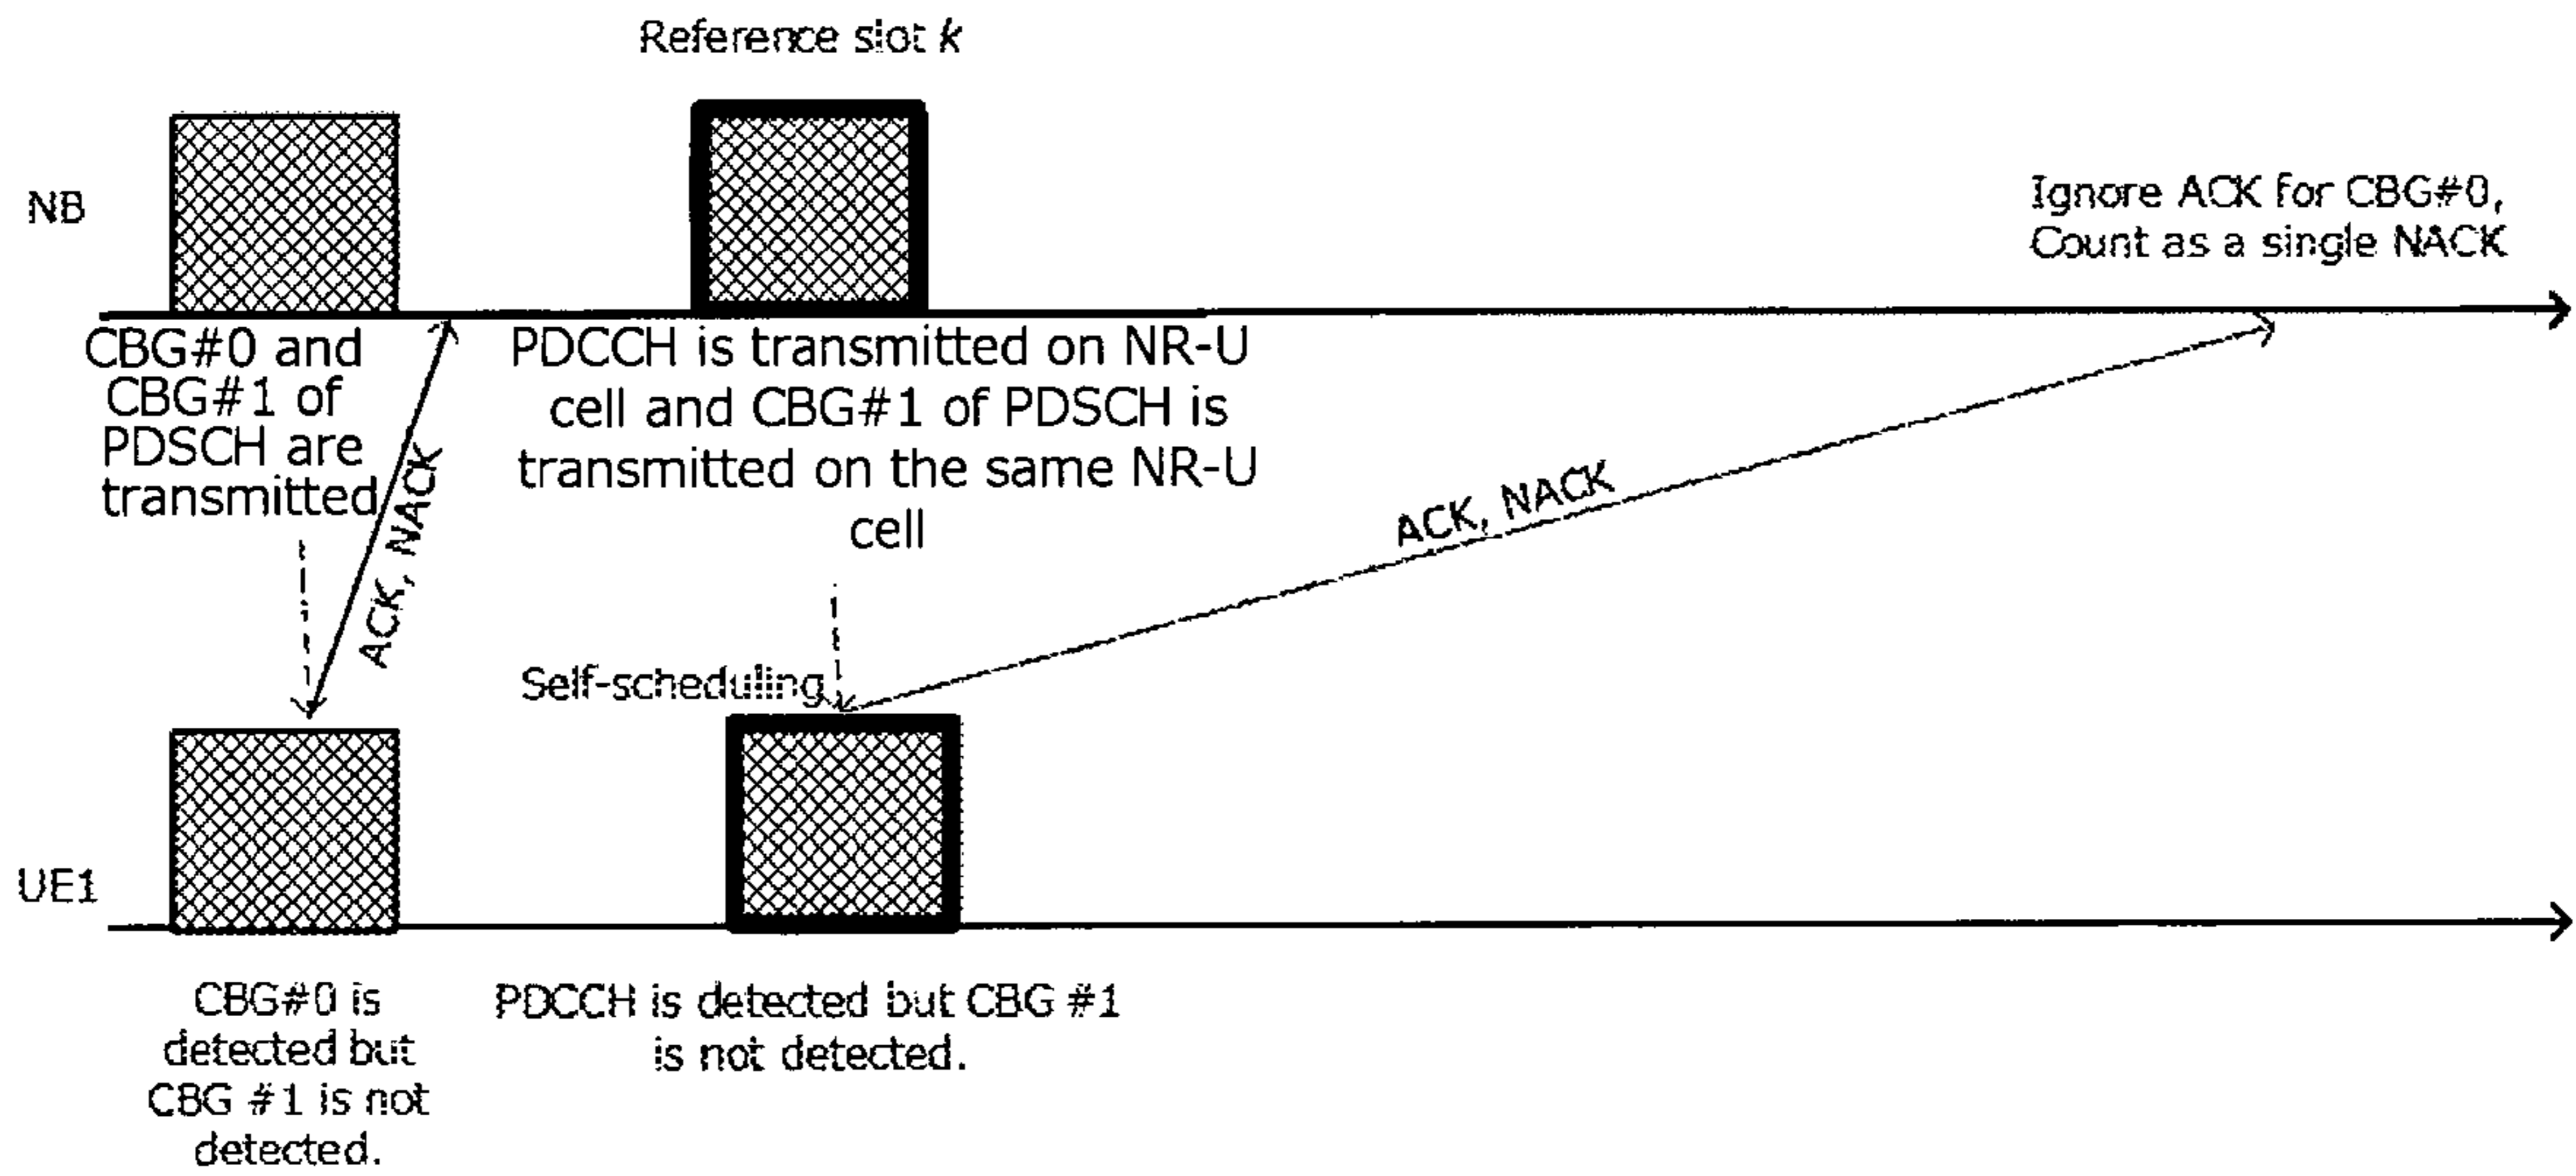 Reference slot k
NB
Ignore ACK for CBG#0,
Count as a single NACK
CBG#0 and
CBG#1 of
PDSCH are
transmitted
ACK, NACK
PDCCH is transmitted on NR-U
cell and CBG#1 of PDSCH is
transmitted on the same NR-U
cell
ACK, NACK
Self-scheduling
UE1
CBG#0 is
detected but
CBG #1 is not
detected.
PDCCH is detected but CBG #1
is not detected.